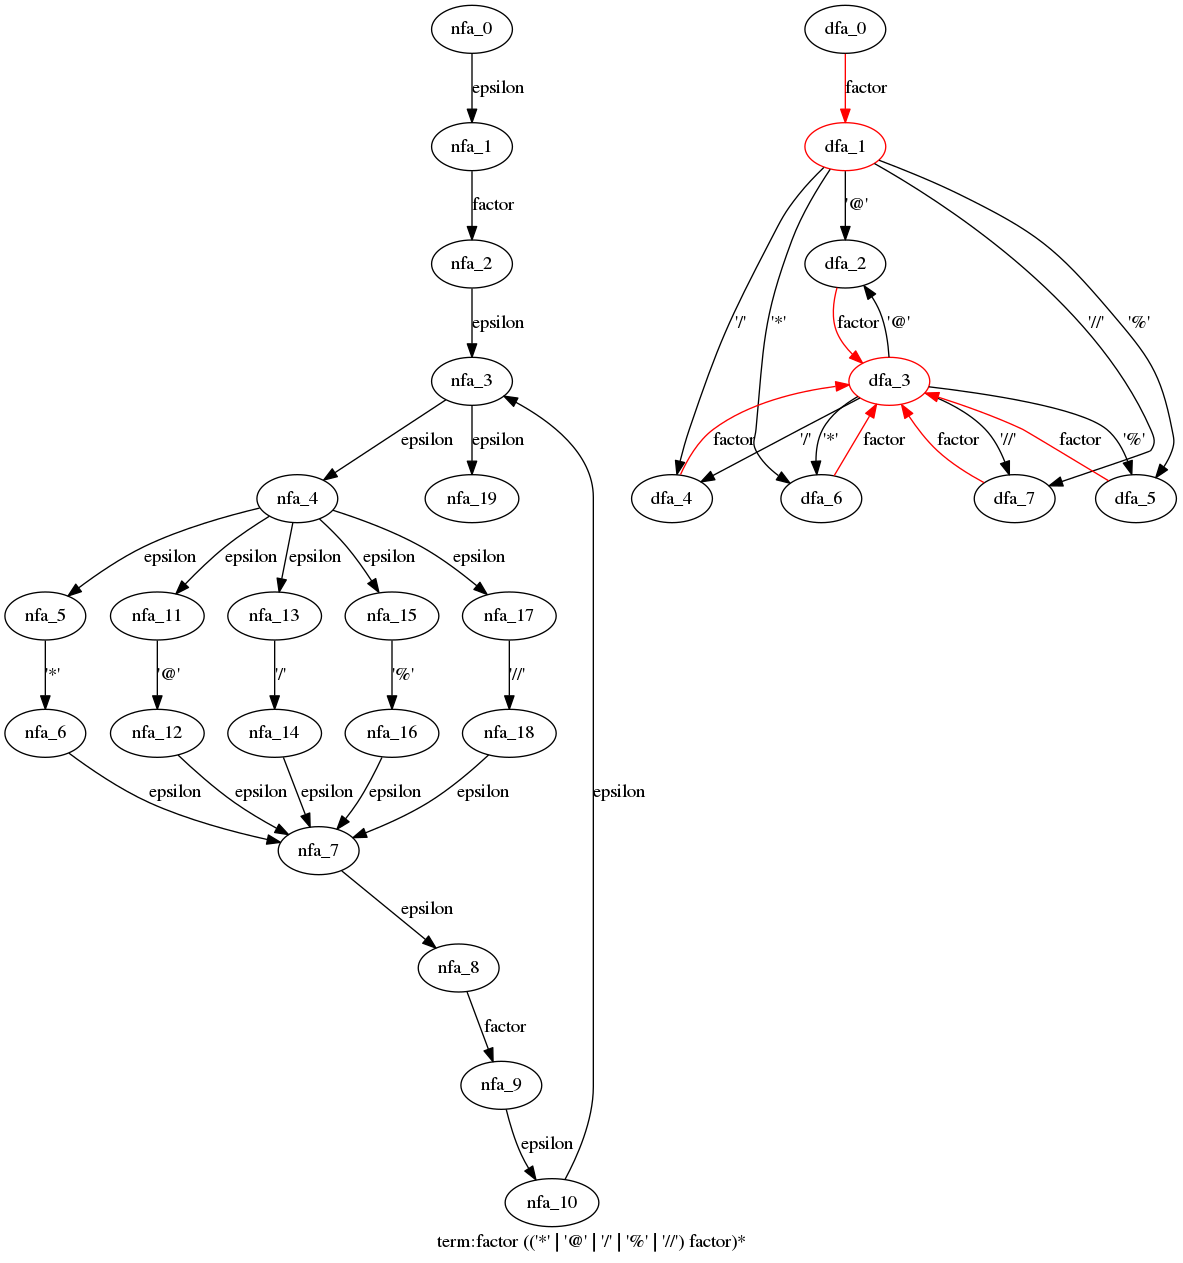 nfa_0 dfa_0
epsilon factor
nfa_1 dfa_1
factor '@'
nfa_2 dfa_2
epsilon '/' '*' factor '@' '//' '%'
nfa_3 dfa_3
epsilon epsilon factor '/' '*' factor factor '//' factor '%'
nfa_4 nfa_19 dfa_4 dfa_6 dfa_7 dfa_5
epsilon epsilon epsilon epsilon epsilon
nfa_5 nfa_11 nfa_13 nfa_15 nfa_17
'*' '@' '/' '%' '//'
nfa_6 nfa_12 nfa_14 nfa_16 nfa_18
epsilon epsilon epsilon epsilon epsilon epsilon
nfa_7
epsilon
nfa_8
factor
nfa_9
epsilon
nfa_10
term:factor (('*' | '@' | '/' | '%' | '//') factor)*